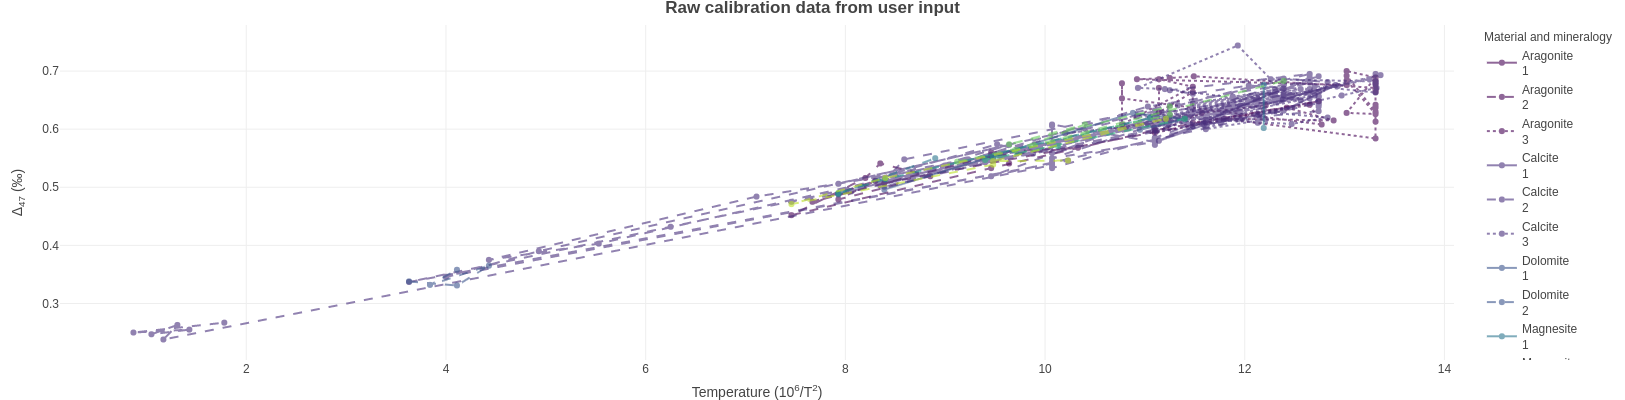 Raw calibration data from user input
Material and mineralogy
Aragonite
1
Aragonite
2
Aragonite
3
Calcite
1
Calcite
2
Calcite
3
Dolomite
1
Dolomite
2
Magnesite
1
0.7
0.6
0.5
0.4
0.3
Δ₄₇ (‰)
2 4 6 8 10 12 14
Temperature (10⁶/T²)